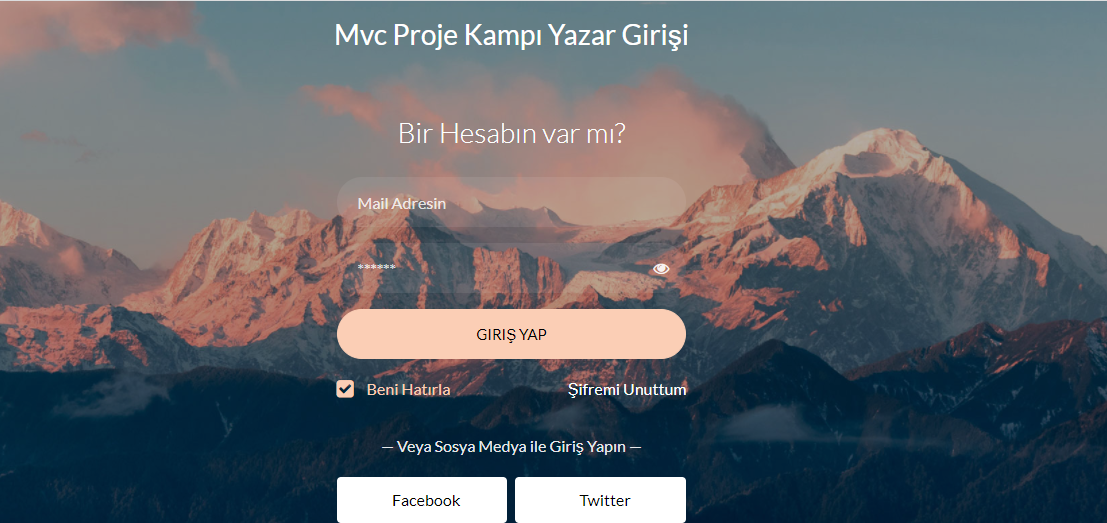 Mvc Proje Kampı Yazar Girişi
Bir Hesabın var mı?
Mail Adresin
******
GIRIŞ YAP
Beni Hatırla Şifremi Unuttum
— Veya Sosya Medya ile Giriş Yapın —
Facebook Twitter